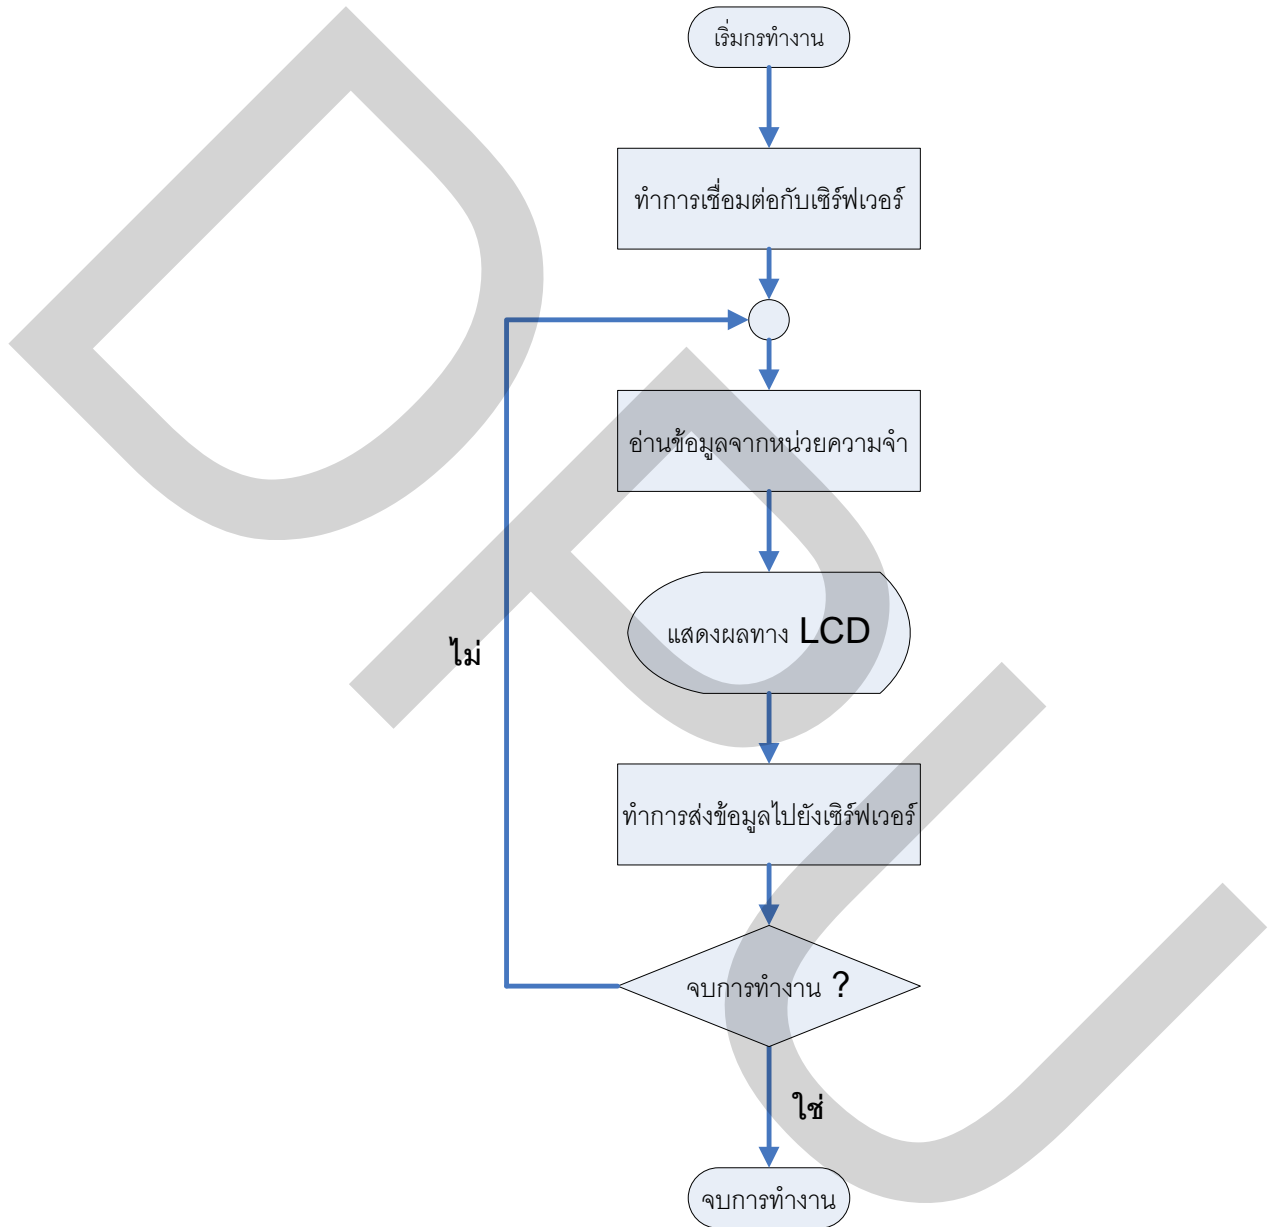 เริ่มกรทำงาน
ทำการเชื่อมต่อกับเซิร์ฟเวอร์
อ่านข้อมูลจากหน่วยความจำ
แสดงผลทาง LCD
ไม่
ทำการส่งข้อมูลไปยังเซิร์ฟเวอร์
จบการทำงาน ?
ใช่
จบการทำงาน
DPU